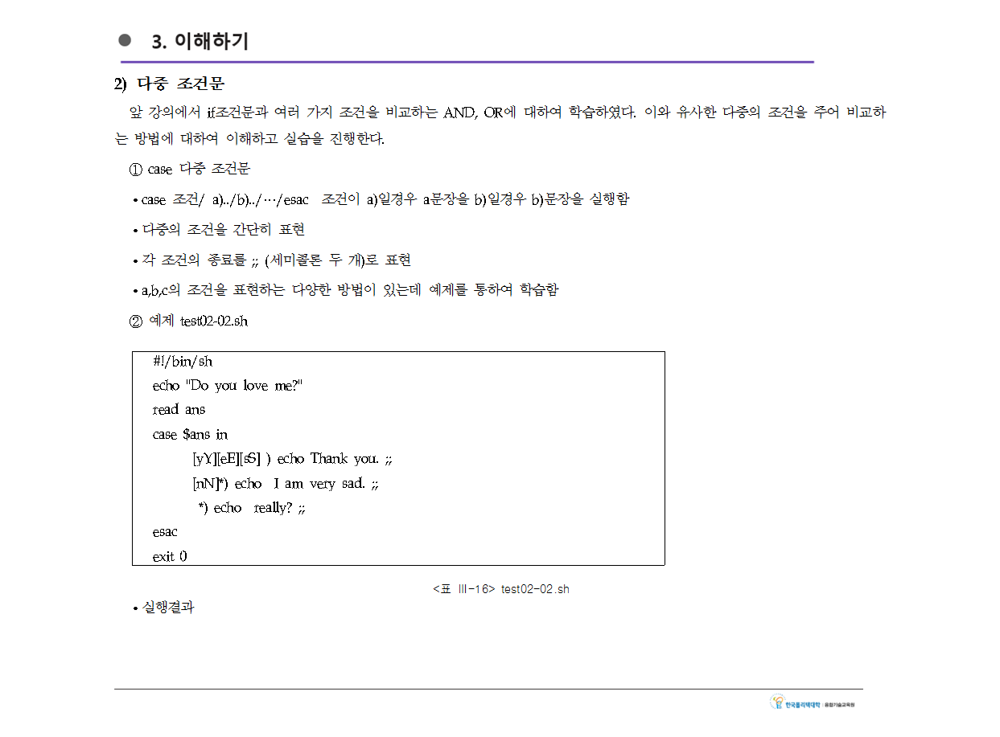 ● 3. 이해하기
2) 다중 조건문
앞 강의에서 if조건문과 여러 가지 조건을 비교하는 AND, OR에 대하여 학습하였다. 이와 유사한 다중의 조건을 주어 비교하
는 방법에 대하여 이해하고 실습을 진행한다.
① case 다중 조건문
• case 조건/ a)../b)../···/esac 조건이 a)일경우 a문장을 b)일경우 b)문장을 실행함
• 다중의 조건을 간단히 표현
• 각 조건의 종료를 ;; (세미콜론 두 개)로 표현
• a,b,c의 조건을 표현하는 다양한 방법이 있는데 예제를 통하여 학습함
② 예제 test02-02.sh
#!/bin/sh
echo "Do you love me?"
read ans
case $ans in
[yY][eE][sS] ) echo Thank you. ;;
[nN]*) echo I am very sad. ;;
*) echo really? ;;
esac
exit 0
<표 III-16> test02-02.sh
• 실행결과
한국폴리텍대학 | 융합기술교육원